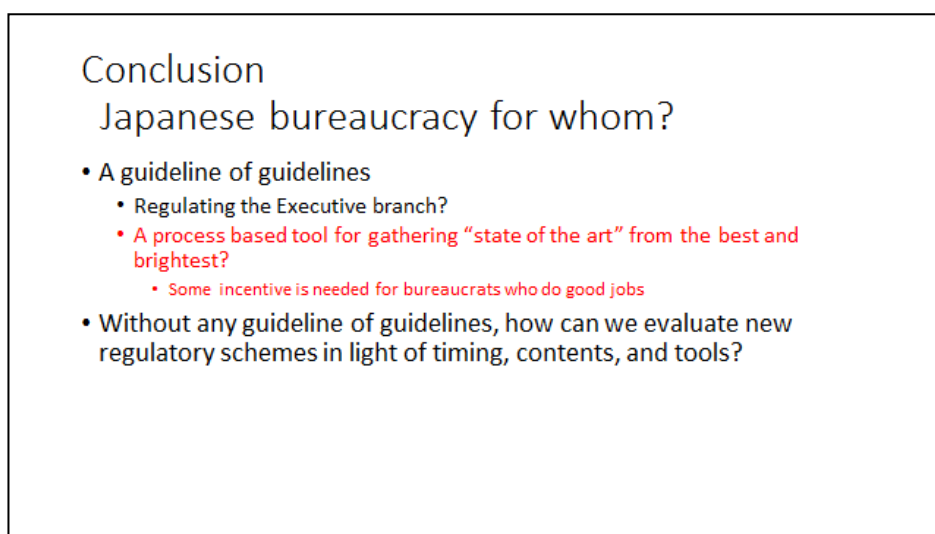 Conclusion
Japanese bureaucracy for whom?
• A guideline of guidelines
• Regulating the Executive branch?
• A process based tool for gathering “state of the art” from the best and
brightest?
• Some incentive is needed for bureaucrats who do good jobs
• Without any guideline of guidelines, how can we evaluate new
regulatory schemes in light of timing, contents, and tools?